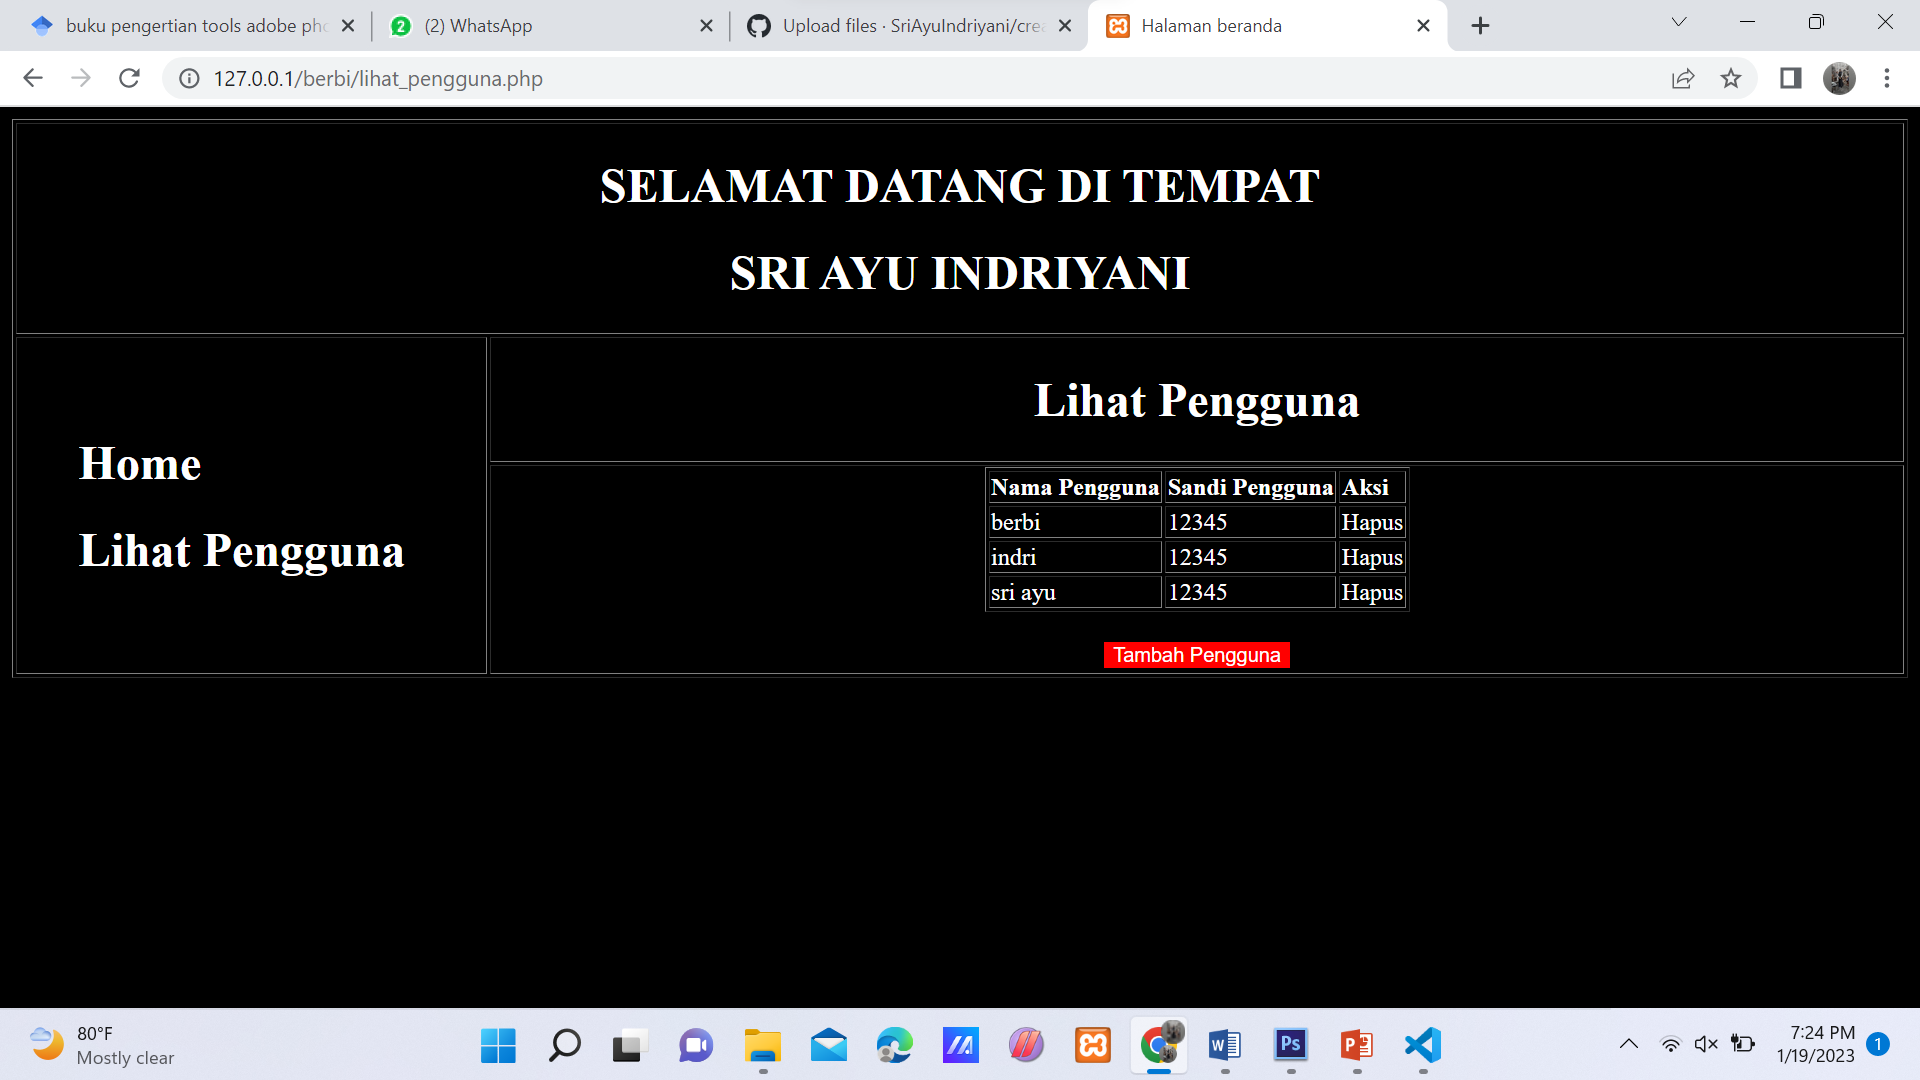 buku pengertian tools adobe pho
(2) WhatsApp
Upload files · SriAyuIndriyani/crea
Halaman beranda
127.0.0.1/berbi/lihat_pengguna.php
SELAMAT DATANG DI TEMPAT
SRI AYU INDRIYANI
Home
Lihat Pengguna
Lihat Pengguna
Nama Pengguna Sandi Pengguna Aksi
berbi 12345 Hapus
indri 12345 Hapus
sri ayu 12345 Hapus
Tambah Pengguna
80°F
Mostly clear
7:24 PM
1/19/2023
1